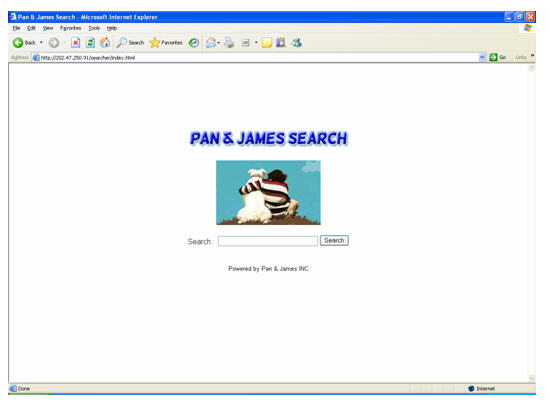 Pan & James Search - Microsoft Internet Explorer
File Edit View Favorites Tools Help
Back Search Favorites
Address http://202.47.250.91/searcher/index.html Go Links
PAN & JAMES SEARCH
Search : Search
Powered by Pan & James INC
Done Internet